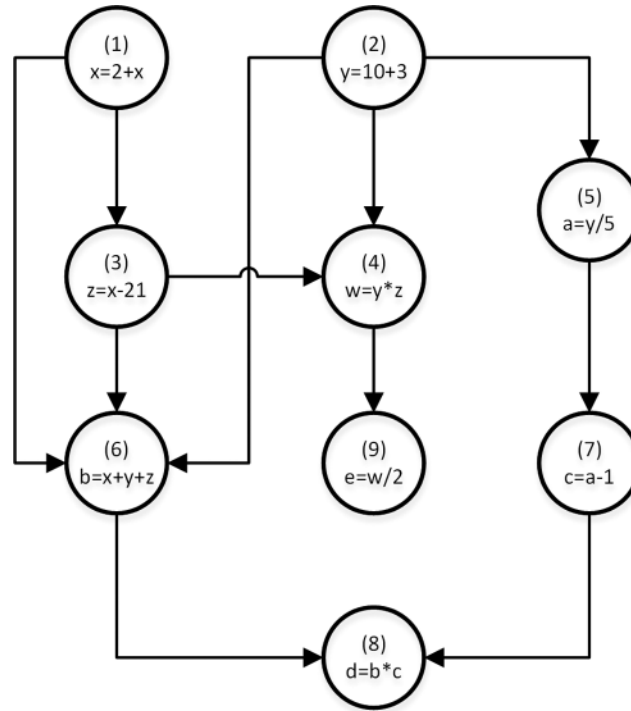 (1)
x=2+x
(2)
y=10+3
(5)
a=y/5
(3)
z=x-21
(4)
w=y*z
(6)
b=x+y+z
(9)
e=w/2
(7)
c=a-1
(8)
d=b*c